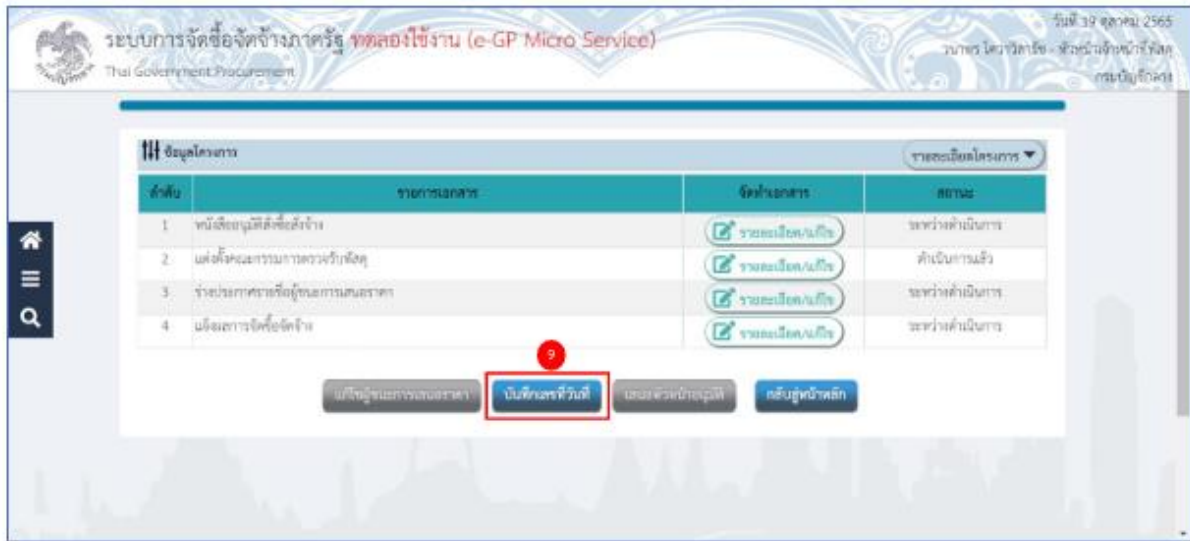 ระบบการจัดซื้อจัดจ้างภาครัฐ ทดลองใช้งาน (e-GP Micro Service)
Thai Government Procurement
วันที่ 19 ตุลาคม 2565
หัวหน้าเจ้าหน้าที่พัสดุ
กรมบัญชีกลาง
ข้อมูลโครงการ
รายละเอียดโครงการ
ลำดับ รายการเอกสาร จัดทำเอกสาร สถานะ
1 หนังสืออนุมัติสั่งซื้อสั่งจ้าง รายละเอียด/แก้ไข ระหว่างดำเนินการ
2 แต่งตั้งคณะกรรมการตรวจรับพัสดุ รายละเอียด/แก้ไข ดำเนินการแล้ว
3 ร่างประกาศรายชื่อผู้ชนะการเสนอราคา รายละเอียด/แก้ไข ระหว่างดำเนินการ
4 แจ้งผลการจัดซื้อจัดจ้าง รายละเอียด/แก้ไข ระหว่างดำเนินการ
9
แก้ไขผู้ชนะการเสนอราคา บันทึกเลขที่วันที่ เสนอหัวหน้าอนุมัติ กลับสู่หน้าหลัก